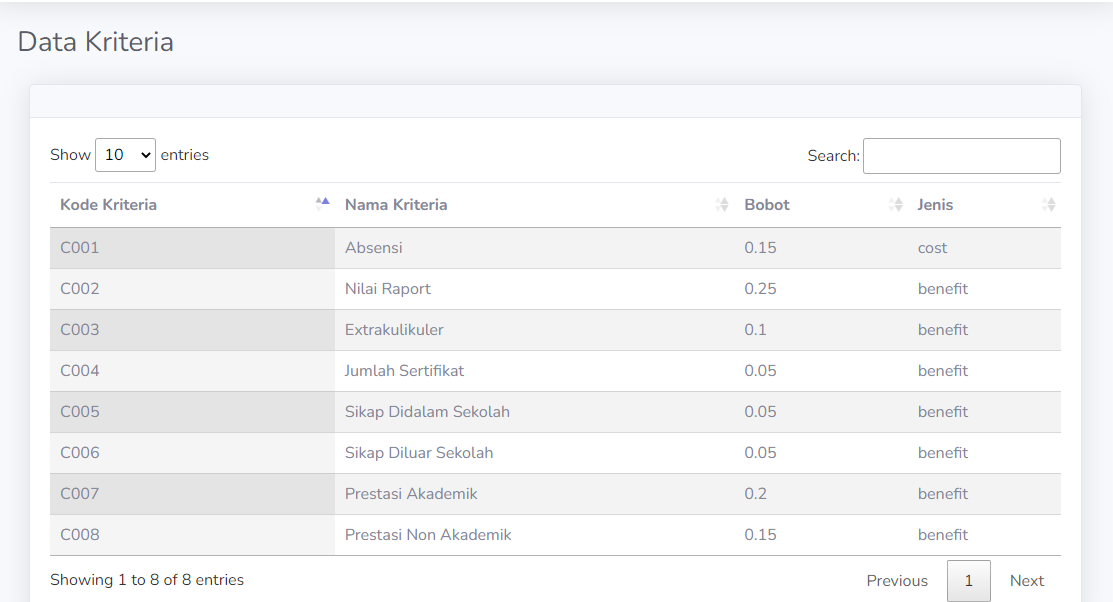 Data Kriteria
Show 10 entries Search:
Kode Kriteria Nama Kriteria Bobot Jenis
C001 Absensi 0.15 cost
C002 Nilai Raport 0.25 benefit
C003 Extrakulikuler 0.1 benefit
C004 Jumlah Sertifikat 0.05 benefit
C005 Sikap Didalam Sekolah 0.05 benefit
C006 Sikap Diluar Sekolah 0.05 benefit
C007 Prestasi Akademik 0.2 benefit
C008 Prestasi Non Akademik 0.15 benefit
Showing 1 to 8 of 8 entries Previous 1 Next